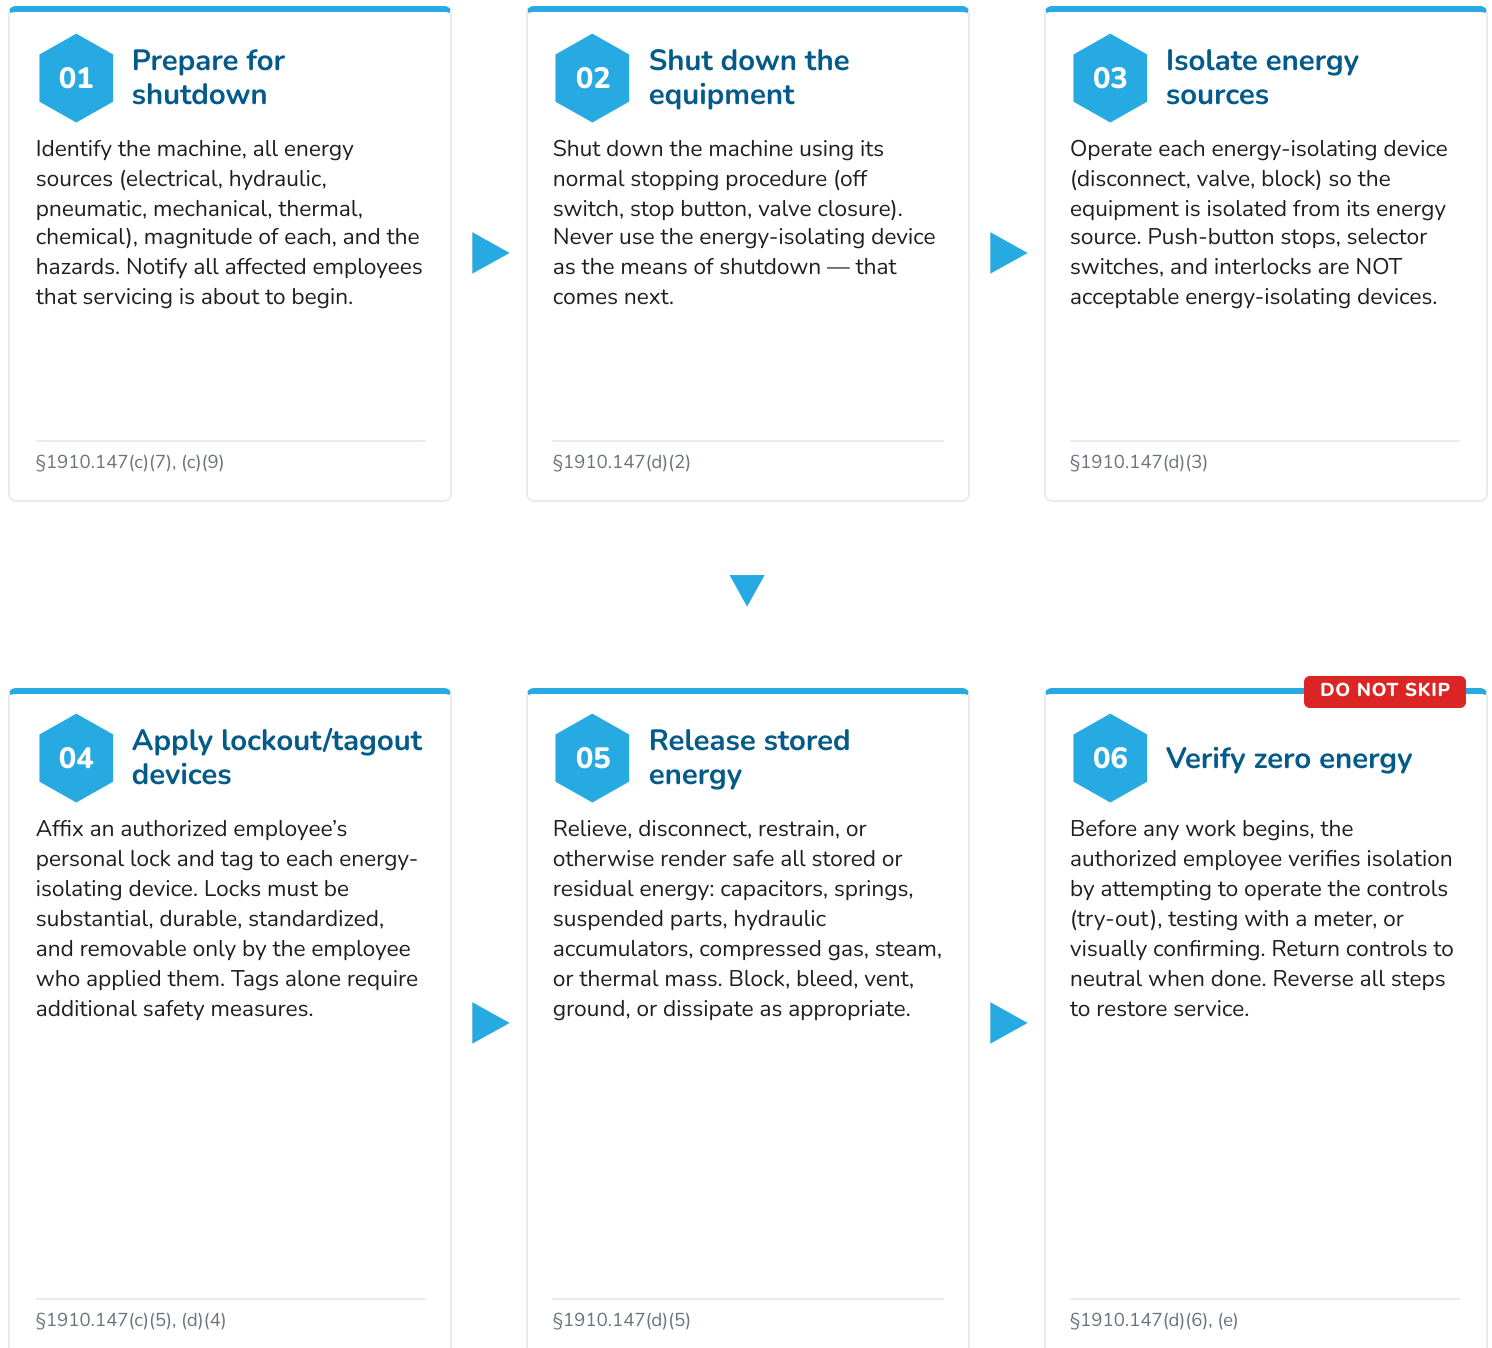 01
Prepare for
shutdown
Identify the machine, all energy
sources (electrical, hydraulic,
pneumatic, mechanical, thermal,
chemical), magnitude of each, and the
hazards. Notify all affected employees
that servicing is about to begin.
§1910.147(c)(7), (c)(9)
02
Shut down the
equipment
Shut down the machine using its
normal stopping procedure (off
switch, stop button, valve closure).
Never use the energy-isolating device
as the means of shutdown — that
comes next.
§1910.147(d)(2)
03
Isolate energy
sources
Operate each energy-isolating device
(disconnect, valve, block) so the
equipment is isolated from its energy
source. Push-button stops, selector
switches, and interlocks are NOT
acceptable energy-isolating devices.
§1910.147(d)(3)
04
Apply lockout/tagout
devices
Affix an authorized employee’s
personal lock and tag to each energy-
isolating device. Locks must be
substantial, durable, standardized,
and removable only by the employee
who applied them. Tags alone require
additional safety measures.
§1910.147(c)(5), (d)(4)
05
Release stored
energy
Relieve, disconnect, restrain, or
otherwise render safe all stored or
residual energy: capacitors, springs,
suspended parts, hydraulic
accumulators, compressed gas, steam,
or thermal mass. Block, bleed, vent,
ground, or dissipate as appropriate.
§1910.147(d)(5)
DO NOT SKIP
06
Verify zero energy
Before any work begins, the
authorized employee verifies isolation
by attempting to operate the controls
(try-out), testing with a meter, or
visually confirming. Return controls to
neutral when done. Reverse all steps
to restore service.
§1910.147(d)(6), (e)